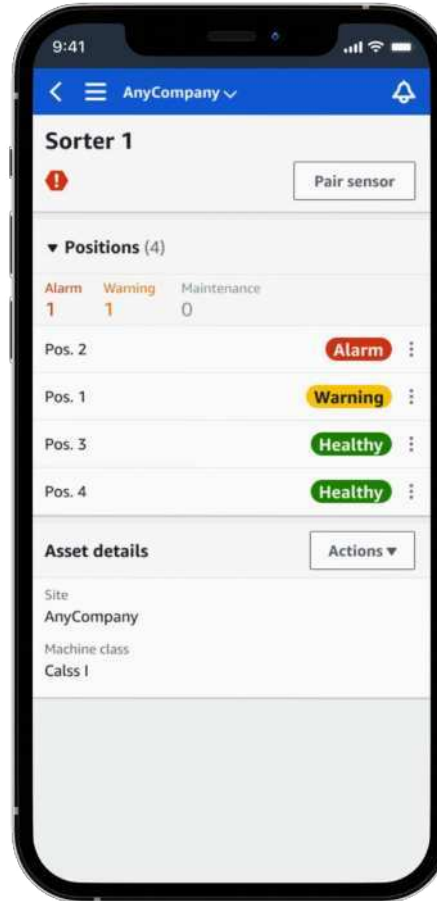 9:41
AnyCompany
Sorter 1
Pair sensor
Positions (4)
Alarm Warning Maintenance
1 1 0
Pos. 2 Alarm
Pos. 1 Warning
Pos. 3 Healthy
Pos. 4 Healthy
Asset details Actions
Site
AnyCompany
Machine class
Calss I